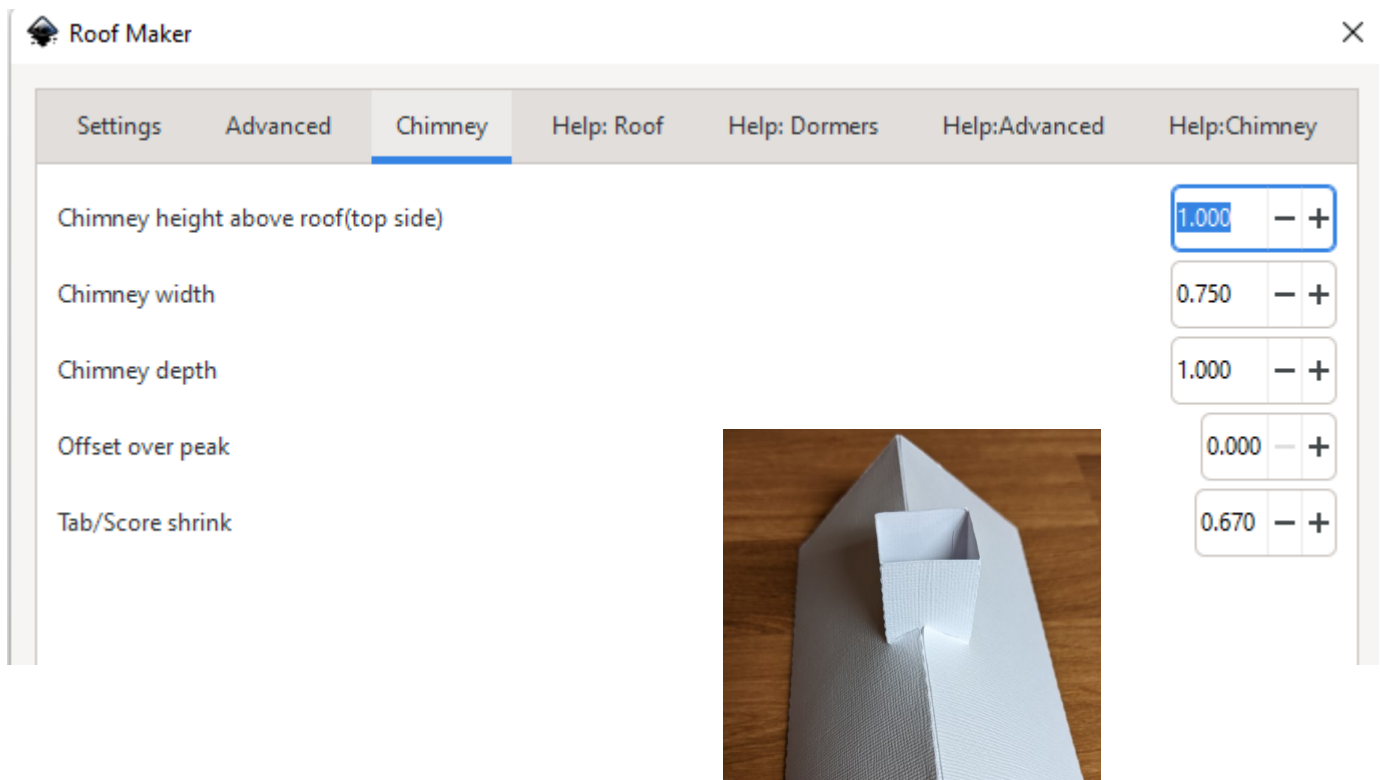 Roof Maker
Settings Advanced Chimney Help: Roof Help: Dormers Help:Advanced Help:Chimney
Chimney height above roof(top side) 1.000
Chimney width 0.750
Chimney depth 1.000
Offset over peak 0.000
Tab/Score shrink 0.670